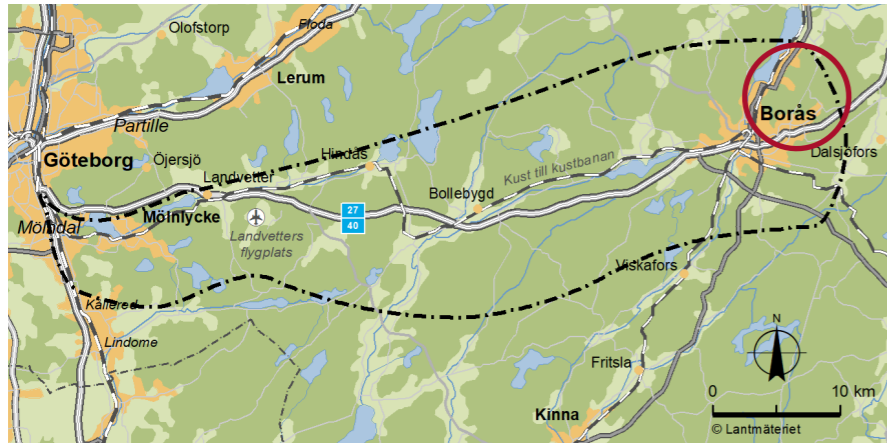 Olofstorp
Floda
Lerum
Partille
Borås
Göteborg
Öjersjö
Hindås
Dalsjöfors
Landvetter
Kust till kustbanan
Bollebygd
Mölnlycke
Mölndal
27
40
Landvetters
flygplats
Viskafors
Kållered
N
Lindome
Fritsla
0 10 km
Kinna
© Lantmäteriet